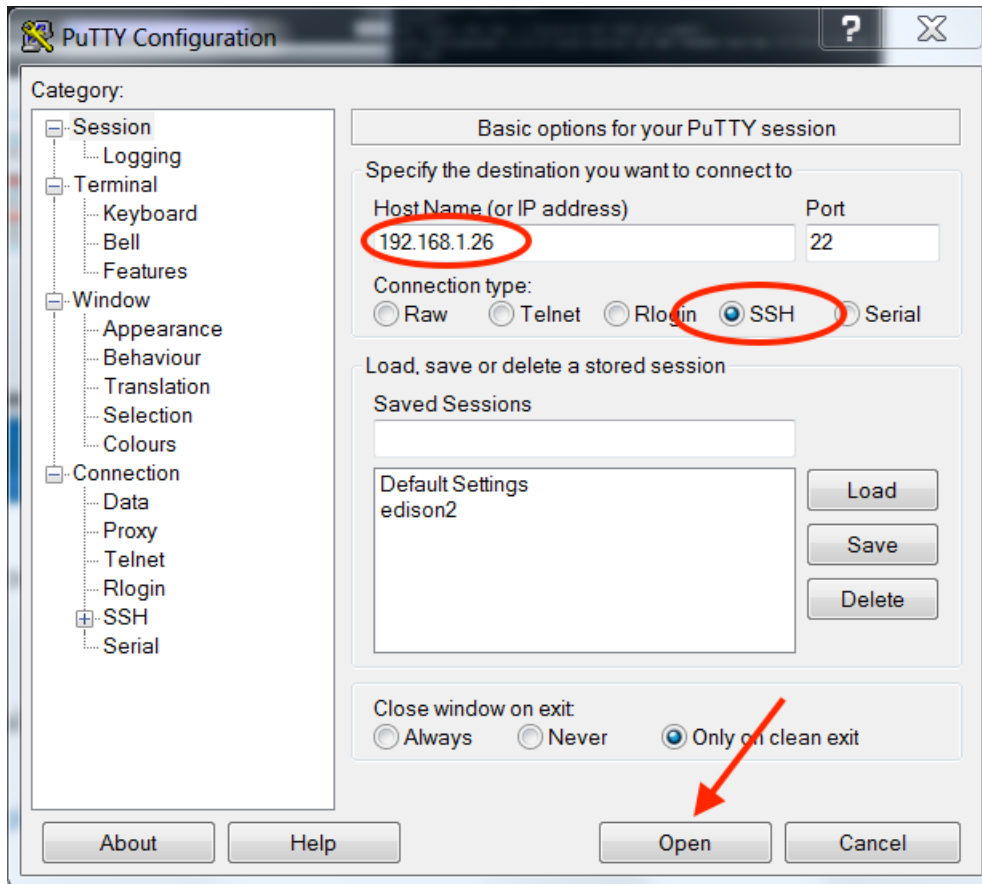 PuTTY Configuration
?
Category:
Session
Logging
Terminal
Keyboard
Bell
Features
Window
Appearance
Behaviour
Translation
Selection
Colours
Connection
Data
Proxy
Telnet
Rlogin
SSH
Serial
Basic options for your PuTTY session
Specify the destination you want to connect to
Host Name (or IP address) Port
192.168.1.26 22
Connection type:
Raw Telnet Rlogin SSH Serial
Load, save or delete a stored session
Saved Sessions
Default Settings
edison2
Load
Save
Delete
Close window on exit:
Always Never Only on clean exit
About Help Open Cancel